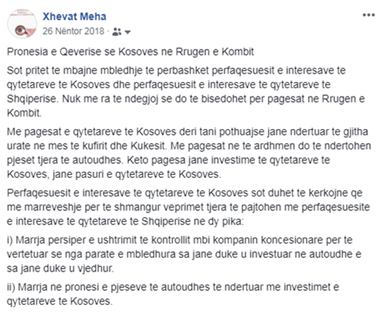 Xhevat Meha
26 Nëntor 2018
Pronesia e Qeverise se Kosoves ne Rrugen e Kombit
Sot pritet te mbajne mbledhje te perbashket perfaqesuesit e interesave te
qytetareve te Kosoves dhe perfaqesuesit e interesave te qytetareve te
Shqiperise. Nuk me ra te ndegjoj se do te bisedohet per pagesat ne Rrugen e
Kombit.
Me pagesat e qytetareve te Kosoves deri tani pothuajse jane ndertuar te gjitha
urate ne mes te kufirit dhe Kukesit. Me pagesat ne te ardhmen do te ndertohen
pjeset tjera te autoudhes. Keto pagesa jane investime te qytetareve te
Kosoves, jane pasuri e qytetareve te Kosoves.
Perfaqesuesit e interesave te qytetareve te Kosoves sot duhet te kerkojne qe
me marreveshje per te shmangur veprimet tjera te pajtohen me perfaqesuesite
e interesave te qytetareve te Shqiperise ne dy pika:
i) Marrja persiper e ushtrimit te kontrollit mbi kompanin koncesionare per te
vertetuar se nga parate e mbledhura sa jane duke u investuar ne autoudhe e
sa jane duke u vjedhur.
ii) Marrja ne pronesi e pjeseve te autoudhes te ndertuar me investimet e
qytetareve te Kosoves.